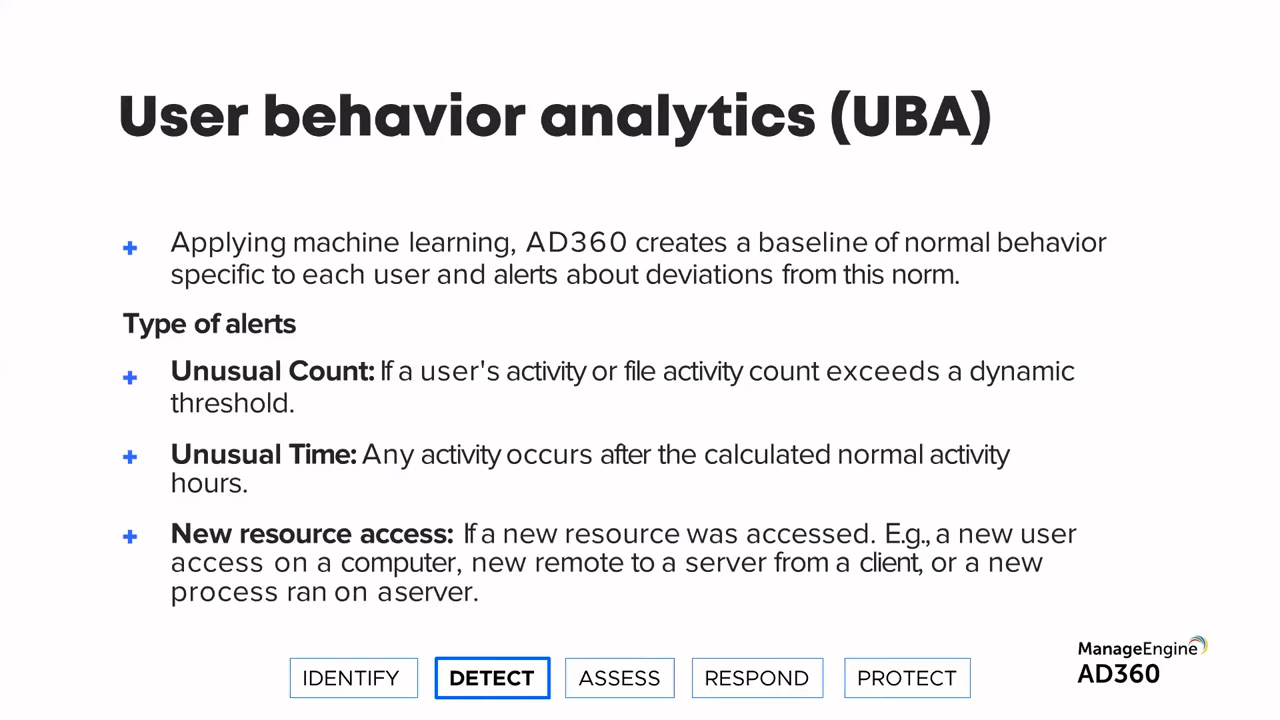 User behavior analytics (UBA)
Applying machine learning, AD360 creates a baseline of normal behavior
specific to each user and alerts about deviations from this norm.
Type of alerts
Unusual Count: If a user's activity or file activity count exceeds a dynamic
threshold.
Unusual Time: Any activity occurs after the calculated normal activity
hours.
New resource access: If a new resource was accessed. E.g., a new user
access on a computer, new remote to a server from a client, or a new
process ran on aserver.
IDENTIFY DETECT ASSESS RESPOND PROTECT
ManageEngine
AD360